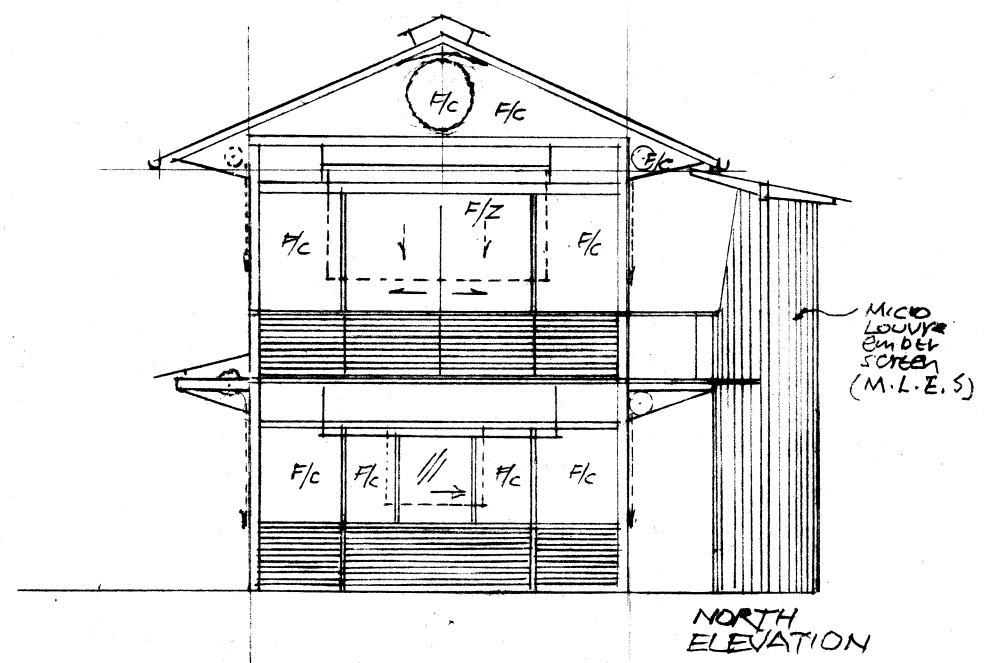 F/C
F/C
F/C
F/Z
F/C
F/C
MICRO
LOUVRE
EMBER
SCREEN
(M.L.E.S)
F/C
F/C
F/C
F/C
NORTH
ELEVATION